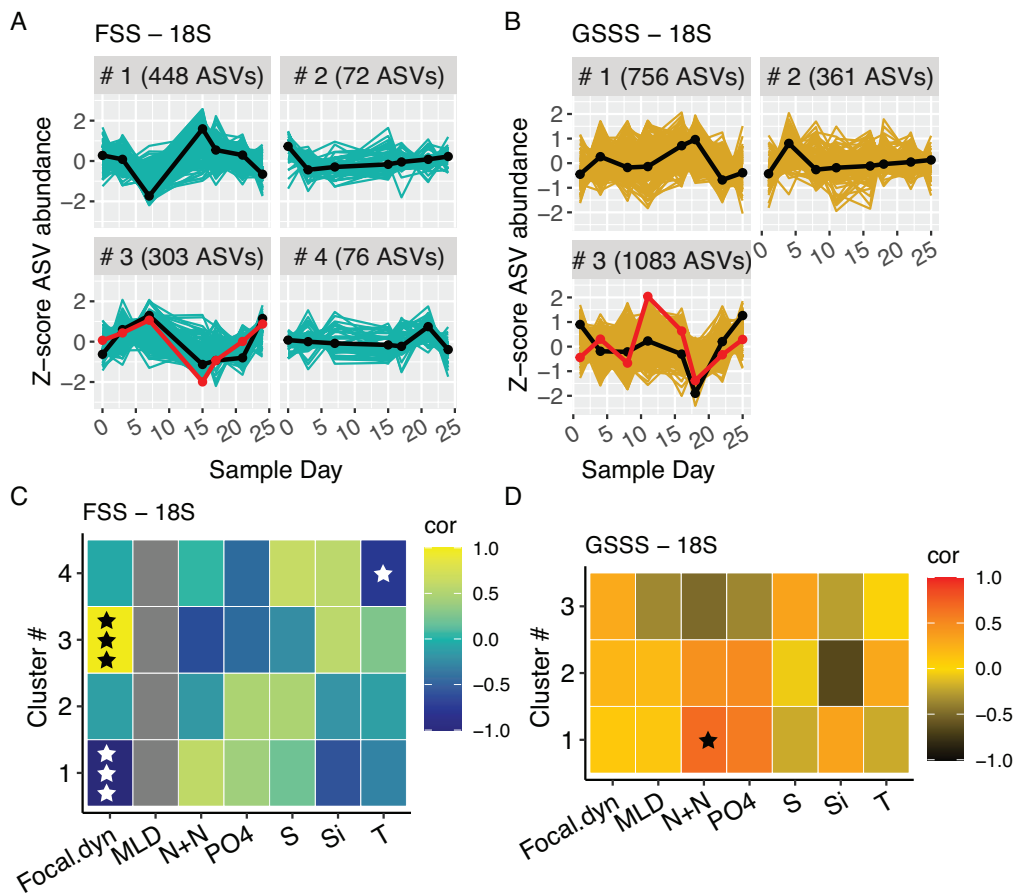 A
FSS – 18S
# 1 (448 ASVs)
# 2 (72 ASVs)
# 3 (303 ASVs)
# 4 (76 ASVs)
2
0
−2
2
0
−2
Z−score ASV abundance
0 5 10 15 20 25
0 5 10 15 20 25
Sample Day
B
GSSS – 18S
# 1 (756 ASVs)
# 2 (361 ASVs)
# 3 (1083 ASVs)
2
1
0
−1
−2
2
1
0
−1
−2
Z−score ASV abundance
0 5 10 15 20 25
0 5 10 15 20 25
Sample Day
C
FSS – 18S
4
3
2
1
Cluster #
Focal.dyn MLD N+N PO4 S Si T
cor
1.0
0.5
0.0
−0.5
−1.0
D
GSSS – 18S
3
2
1
Cluster #
Focal.dyn MLD N+N PO4 S Si T
cor
1.0
0.5
0.0
−0.5
−1.0